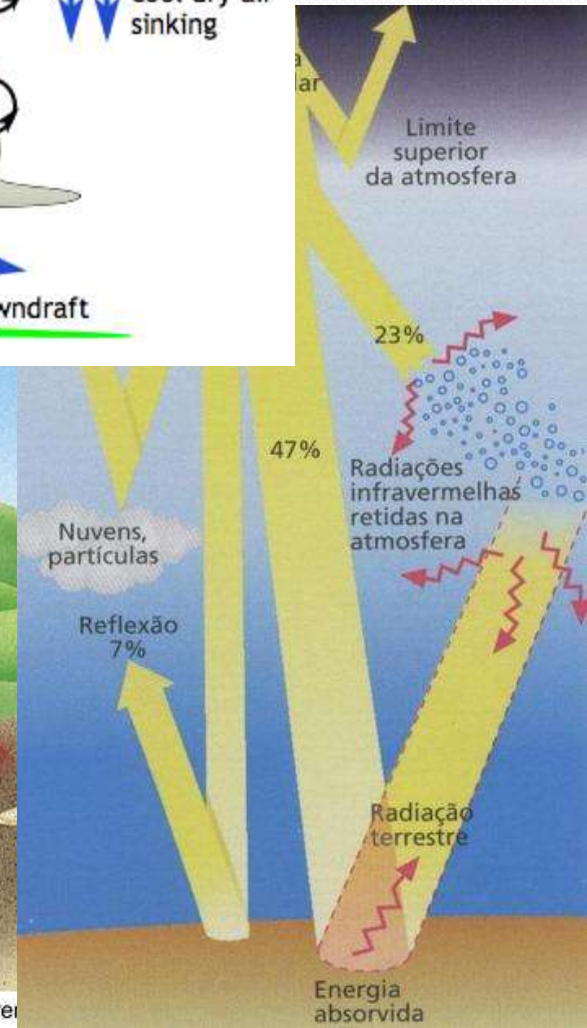 sinking
Limite
superior
da atmosfera
23%
47%
Radiações
infravermelhas
retidas na
atmosfera
Nuvens,
partículas
Reflexão
7%
Radiação
terrestre
Energia
absorvida